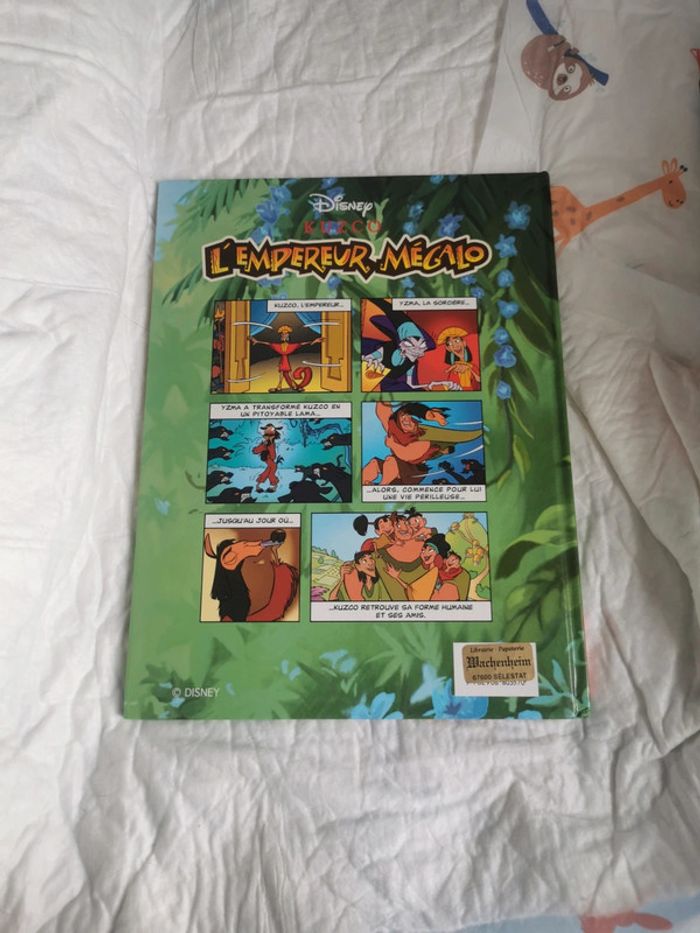 Disney
KUZCO
L'EMPEREUR MÉGALO
KUZCO, L'EMPEREUR...
YZMA, LA SORCIÈRE...
YZMA A TRANSFORMÉ KUZCO EN
UN PITOYABLE LAMA...
...ALORS, COMMENCE POUR LUI
UNE VIE PÉRILLEUSE...
...JUSQU'AU JOUR OÙ...
...KUZCO RETROUVE SA FORME HUMAINE
ET SES AMIS.
Librairie - Papeterie
Wachenheim
67600 SÉLESTAT
© DISNEY